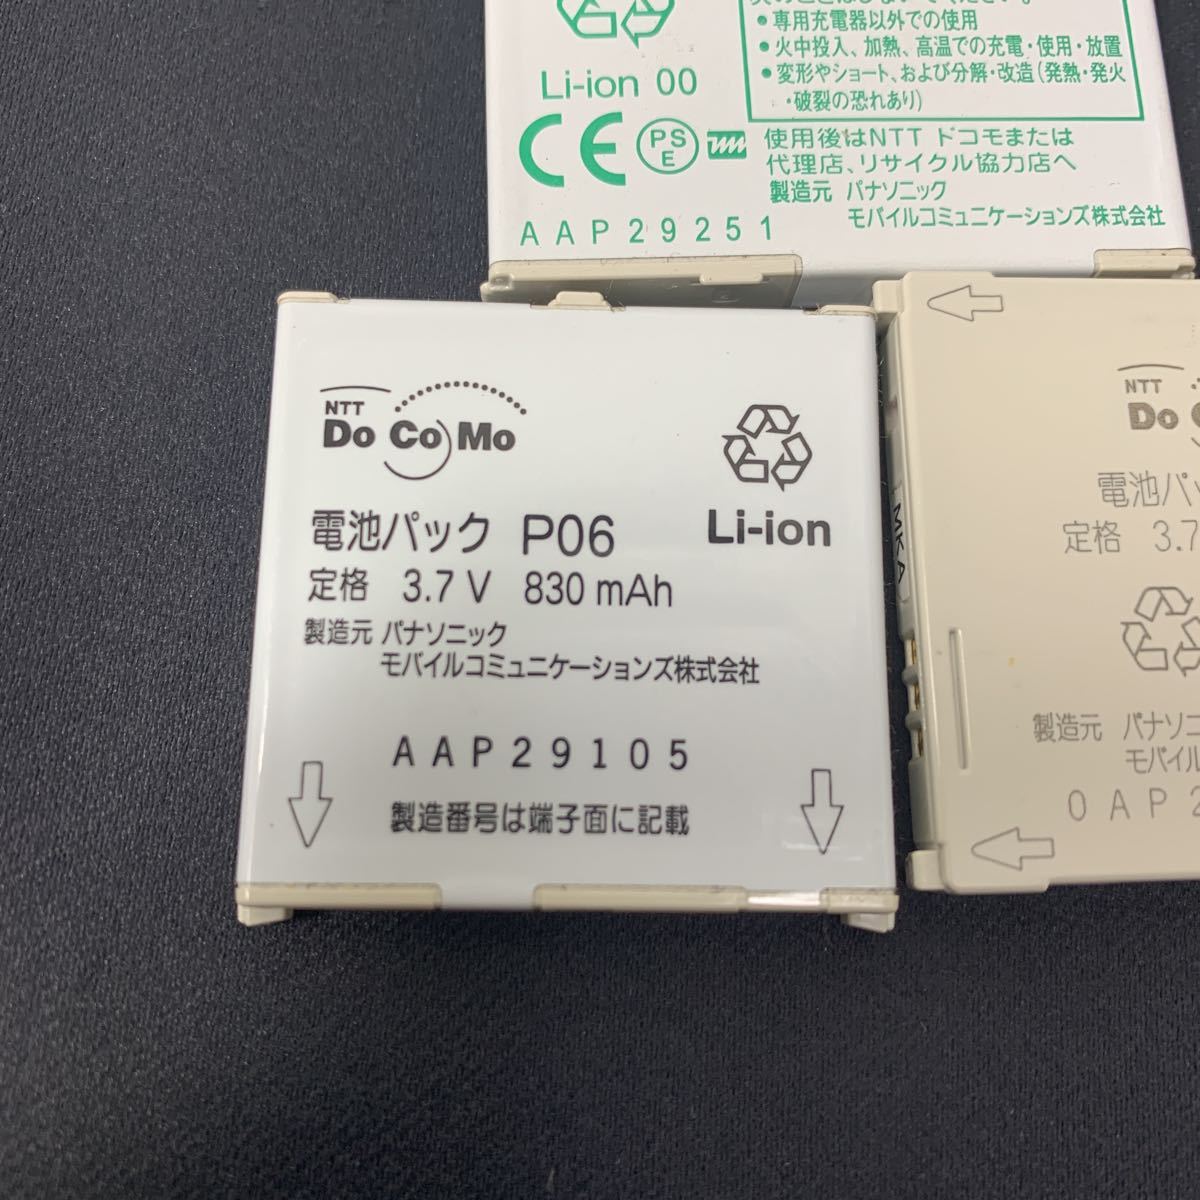 ・専用充電器以外での使用
・火中投入、加熱、高温での充電・使用・放置
・変形やショート、および分解・改造(発熱・発火
・破裂の恐れあり)
Li-ion 00
CE PSE
使用後はNTT ドコモまたは
代理店、リサイクル協力店へ
製造元 パナソニック
モバイルコミュニケーションズ株式会社
AAP29251
NTT
DoCoMo
Li-ion
電池パック P06
定格 3.7 V 830 mAh
製造元 パナソニック
モバイルコミュニケーションズ株式会社
AAP29105
製造番号は端子面に記載
MKA
NTT
Do
電池パッ
定格 3.7
製造元 パナソニ
モバイル
0AP2